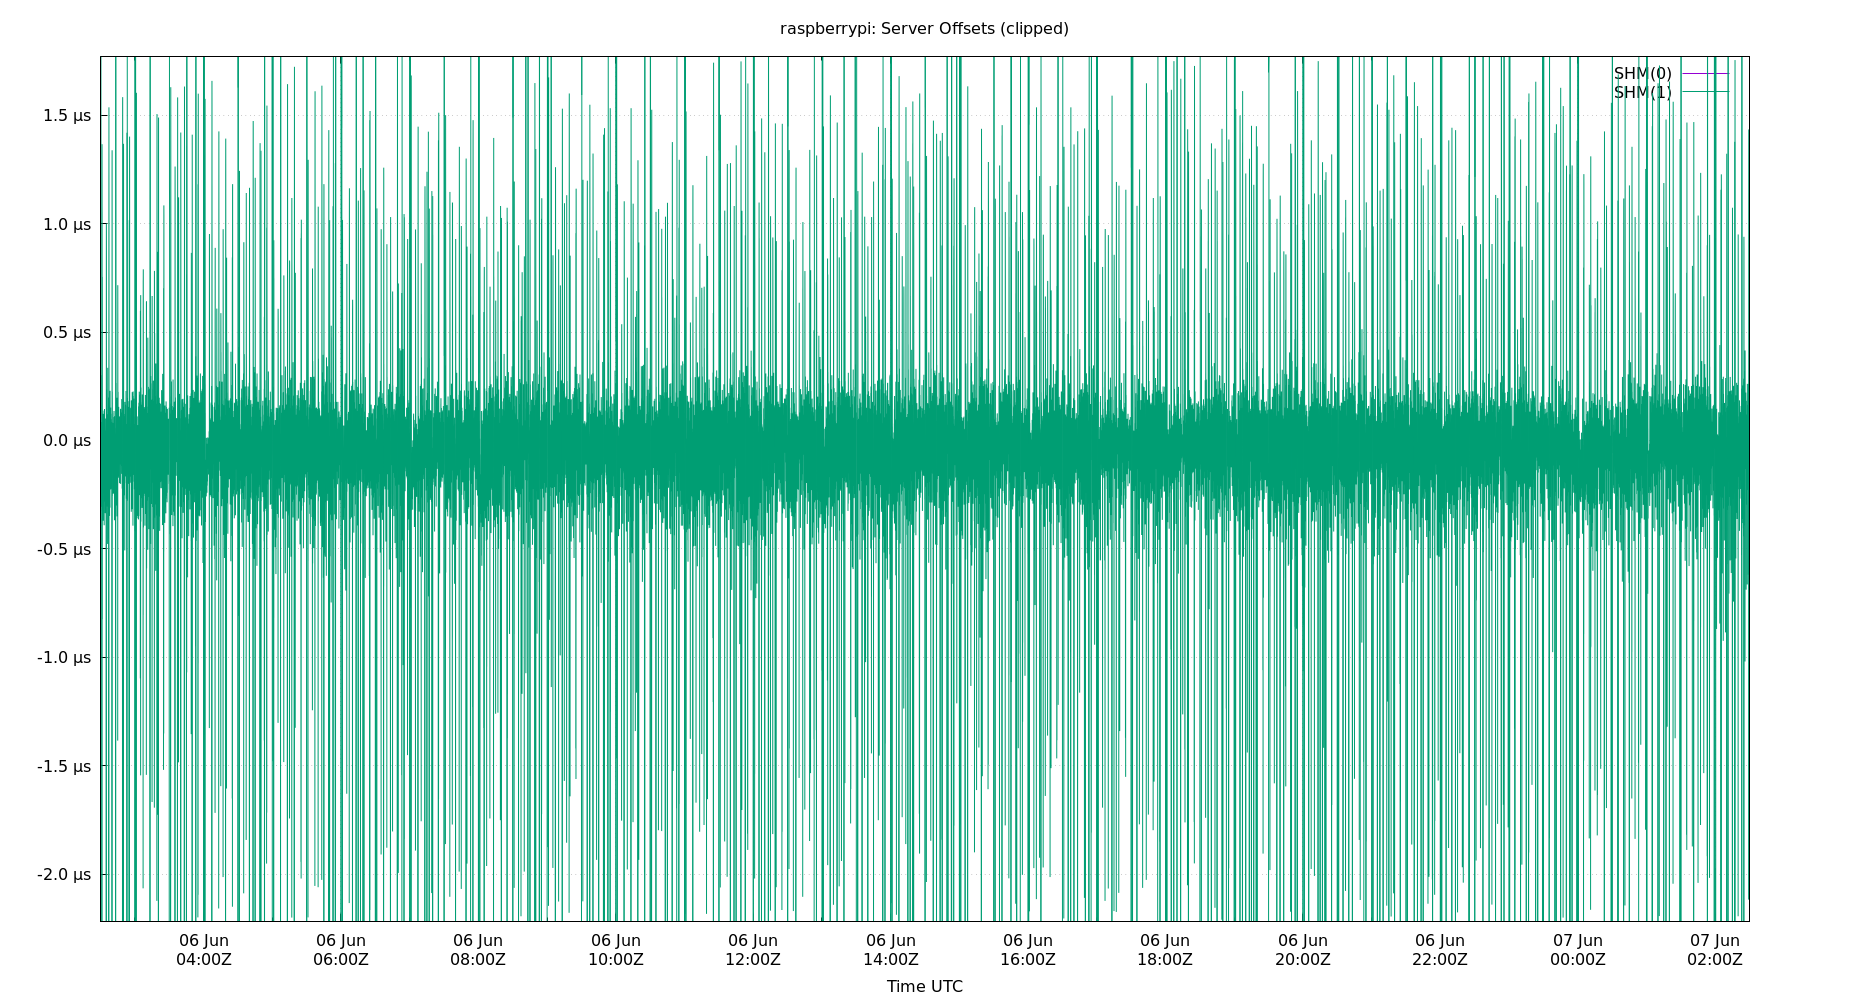 raspberrypi: Server Offsets (clipped)
SHM(0)
SHM(1)
1.5 µs
1.0 µs
0.5 µs
0.0 µs
-0.5 µs
-1.0 µs
-1.5 µs
-2.0 µs
06 Jun 06 Jun 06 Jun 06 Jun 06 Jun 06 Jun 06 Jun 06 Jun 06 Jun 06 Jun 07 Jun 07 Jun
04:00Z 06:00Z 08:00Z 10:00Z 12:00Z 14:00Z 16:00Z 18:00Z 20:00Z 22:00Z 00:00Z 02:00Z
Time UTC